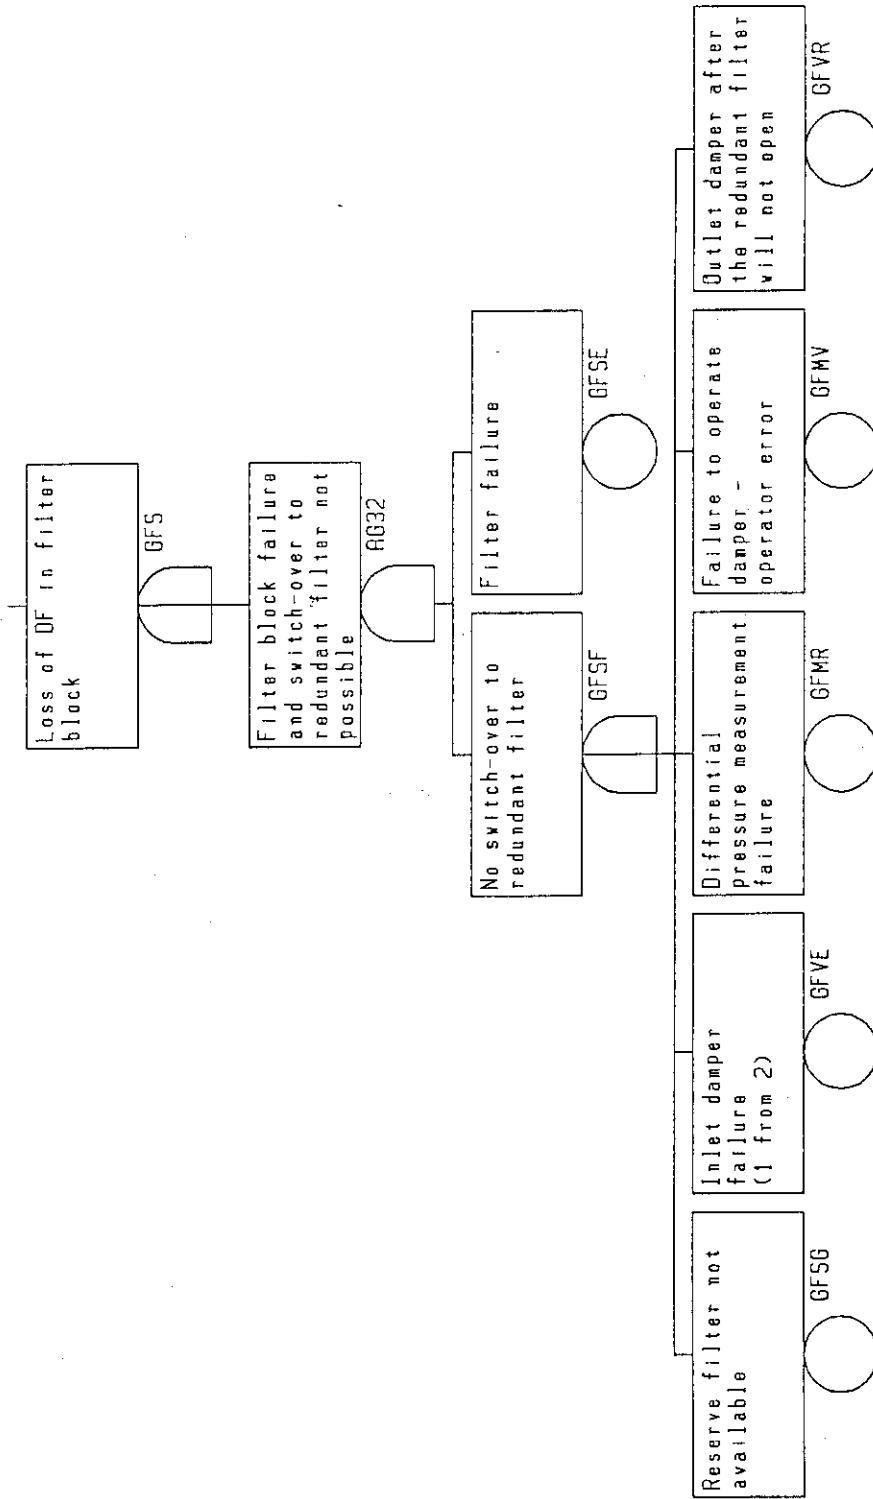 Loss of DF in filter
block
GFS
Filter block failure
and switch-over to
redundant filter not
possible
AG32
No switch-over to
redundant filter
GFSF
Filter failure
GFSE
Reserve filter not
available
GFSG
Inlet damper
failure
(1 from 2)
GFVE
Differential
pressure measurement
failure
GFMR
Failure to operate
damper -
operator error
GFMV
Outlet damper after
the redundant filter
will not open
GFVR